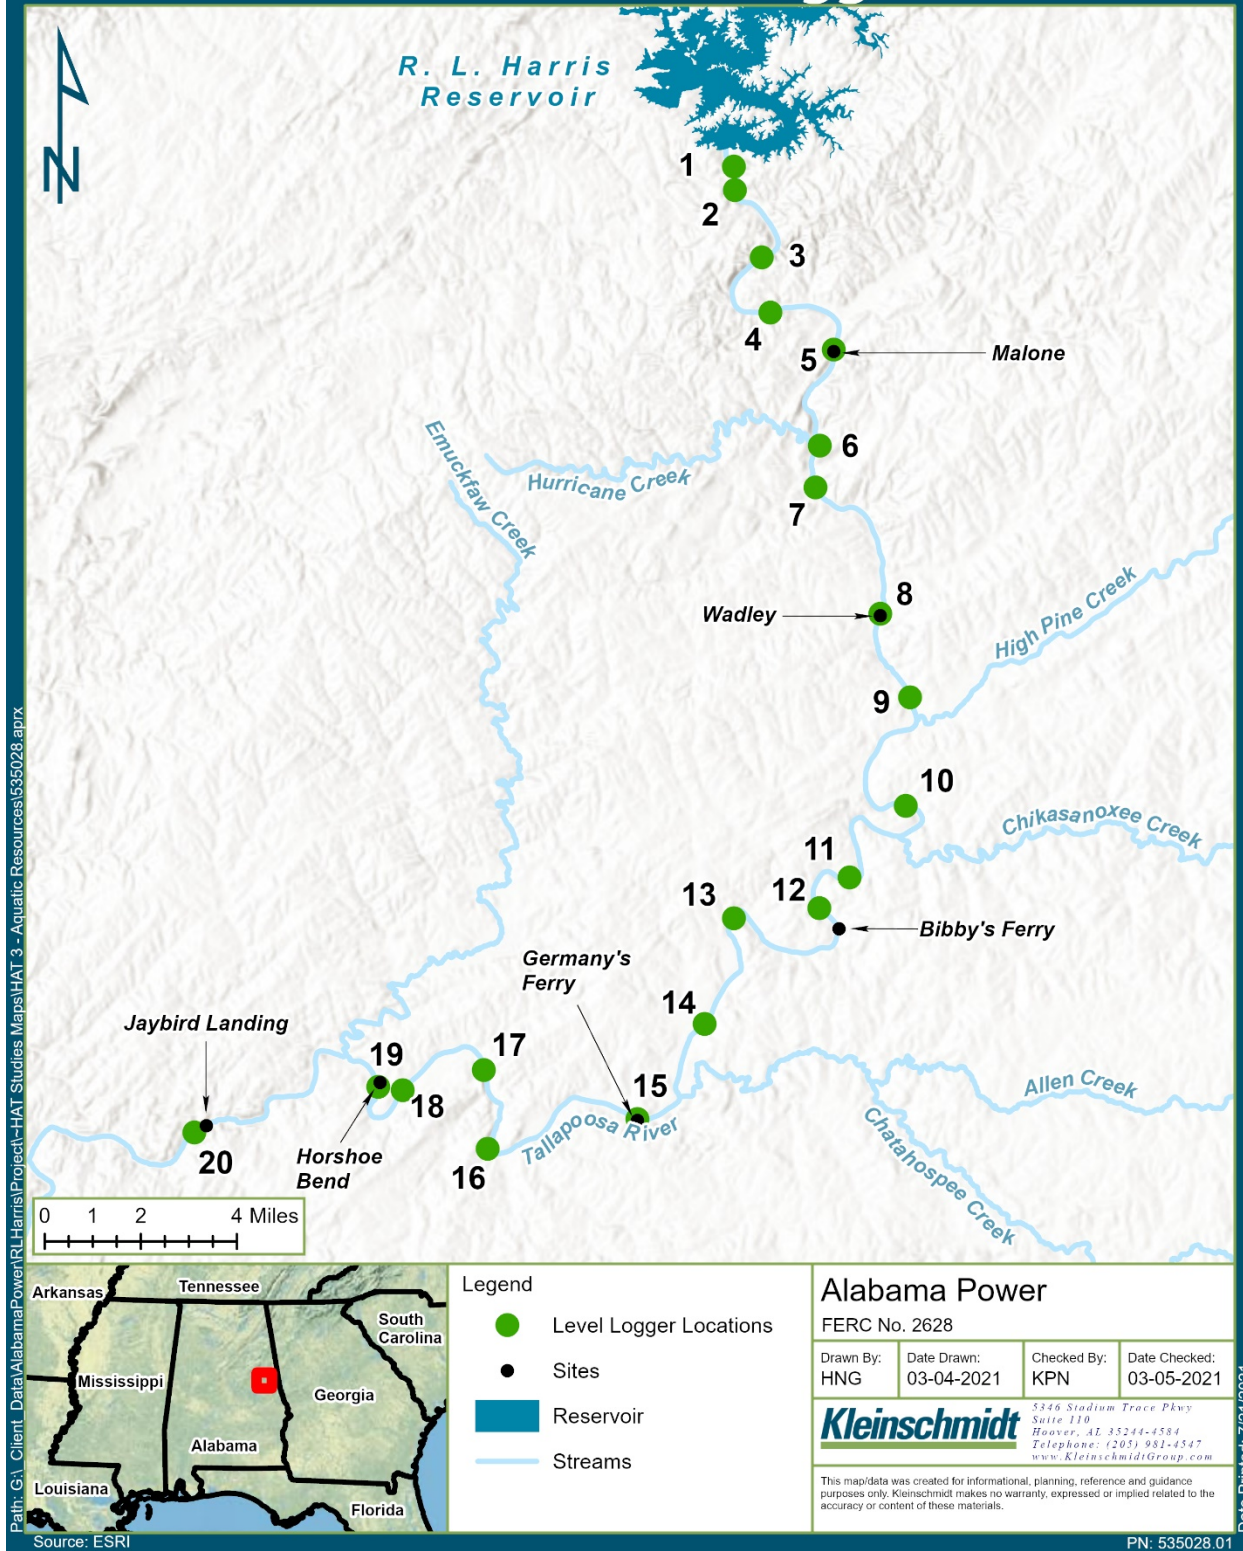 R. L. Harris
Reservoir
N
1
2
3
4
5
Malone
6
Hurricane Creek
Emuckfaw Creek
7
8
Wadley
High Pine Creek
9
10
Chikasanoxee Creek
11
12
13
Bibby's Ferry
Germany's
Ferry
14
Jaybird Landing
19
17
15
18
Allen Creek
Tallapoosa River
Chatahospee Creek
20
Horshoe
Bend
16
0 1 2 4 Miles
Arkansas
Tennessee
South
Carolina
Mississippi
Georgia
Alabama
Louisiana
Florida
Legend
Level Logger Locations
Sites
Reservoir
Streams
Alabama Power
FERC No. 2628
Drawn By:
HNG
Date Drawn:
03-04-2021
Checked By:
KPN
Date Checked:
03-05-2021
Kleinschmidt
5346 Stadium Trace Pkwy
Suite 110
Hoover, AL 35244-4584
Telephone: (205) 981-4547
www.KleinschmidtGroup.com
This map/data was created for informational, planning, reference and guidance
purposes only. Kleinschmidt makes no warranty, expressed or implied related to the
accuracy or content of these materials.
Path: G:\_Client_Data\AlabamaPower\RLHarris\Project\~HAT Studies Maps\HAT 3 - Aquatic Resources\535028.aprx
Date Printed: 7/21/2021
Source: ESRI
PN: 535028.01